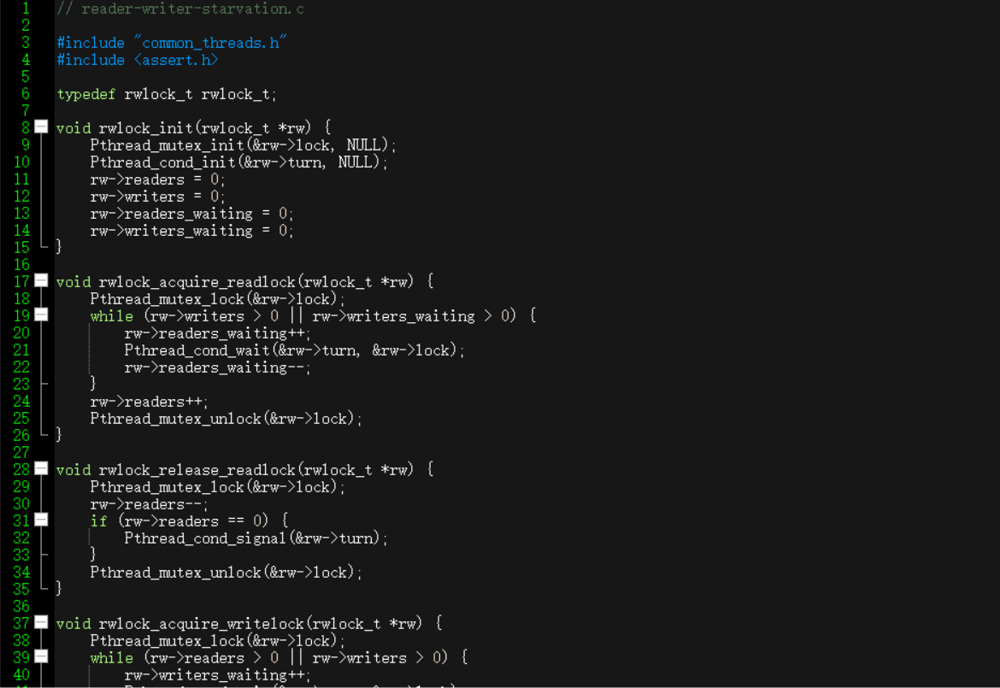 1 // reader-writer-starvation.c
2
3 #include "common_threads.h"
4 #include <assert.h>
5
6 typedef rwlock_t rwlock_t;
7
8 void rwlock_init(rwlock_t *rw) {
9     Pthread_mutex_init(&rw->lock, NULL);
10     Pthread_cond_init(&rw->turn, NULL);
11     rw->readers = 0;
12     rw->writers = 0;
13     rw->readers_waiting = 0;
14     rw->writers_waiting = 0;
15 }
16
17 void rwlock_acquire_readlock(rwlock_t *rw) {
18     Pthread_mutex_lock(&rw->lock);
19     while (rw->writers > 0 || rw->writers_waiting > 0) {
20         rw->readers_waiting++;
21         Pthread_cond_wait(&rw->turn, &rw->lock);
22         rw->readers_waiting--;
23     }
24     rw->readers++;
25     Pthread_mutex_unlock(&rw->lock);
26 }
27
28 void rwlock_release_readlock(rwlock_t *rw) {
29     Pthread_mutex_lock(&rw->lock);
30     rw->readers--;
31     if (rw->readers == 0) {
32         Pthread_cond_signal(&rw->turn);
33     }
34     Pthread_mutex_unlock(&rw->lock);
35 }
36
37 void rwlock_acquire_writelock(rwlock_t *rw) {
38     Pthread_mutex_lock(&rw->lock);
39     while (rw->readers > 0 || rw->writers > 0) {
40         rw->writers_waiting++;